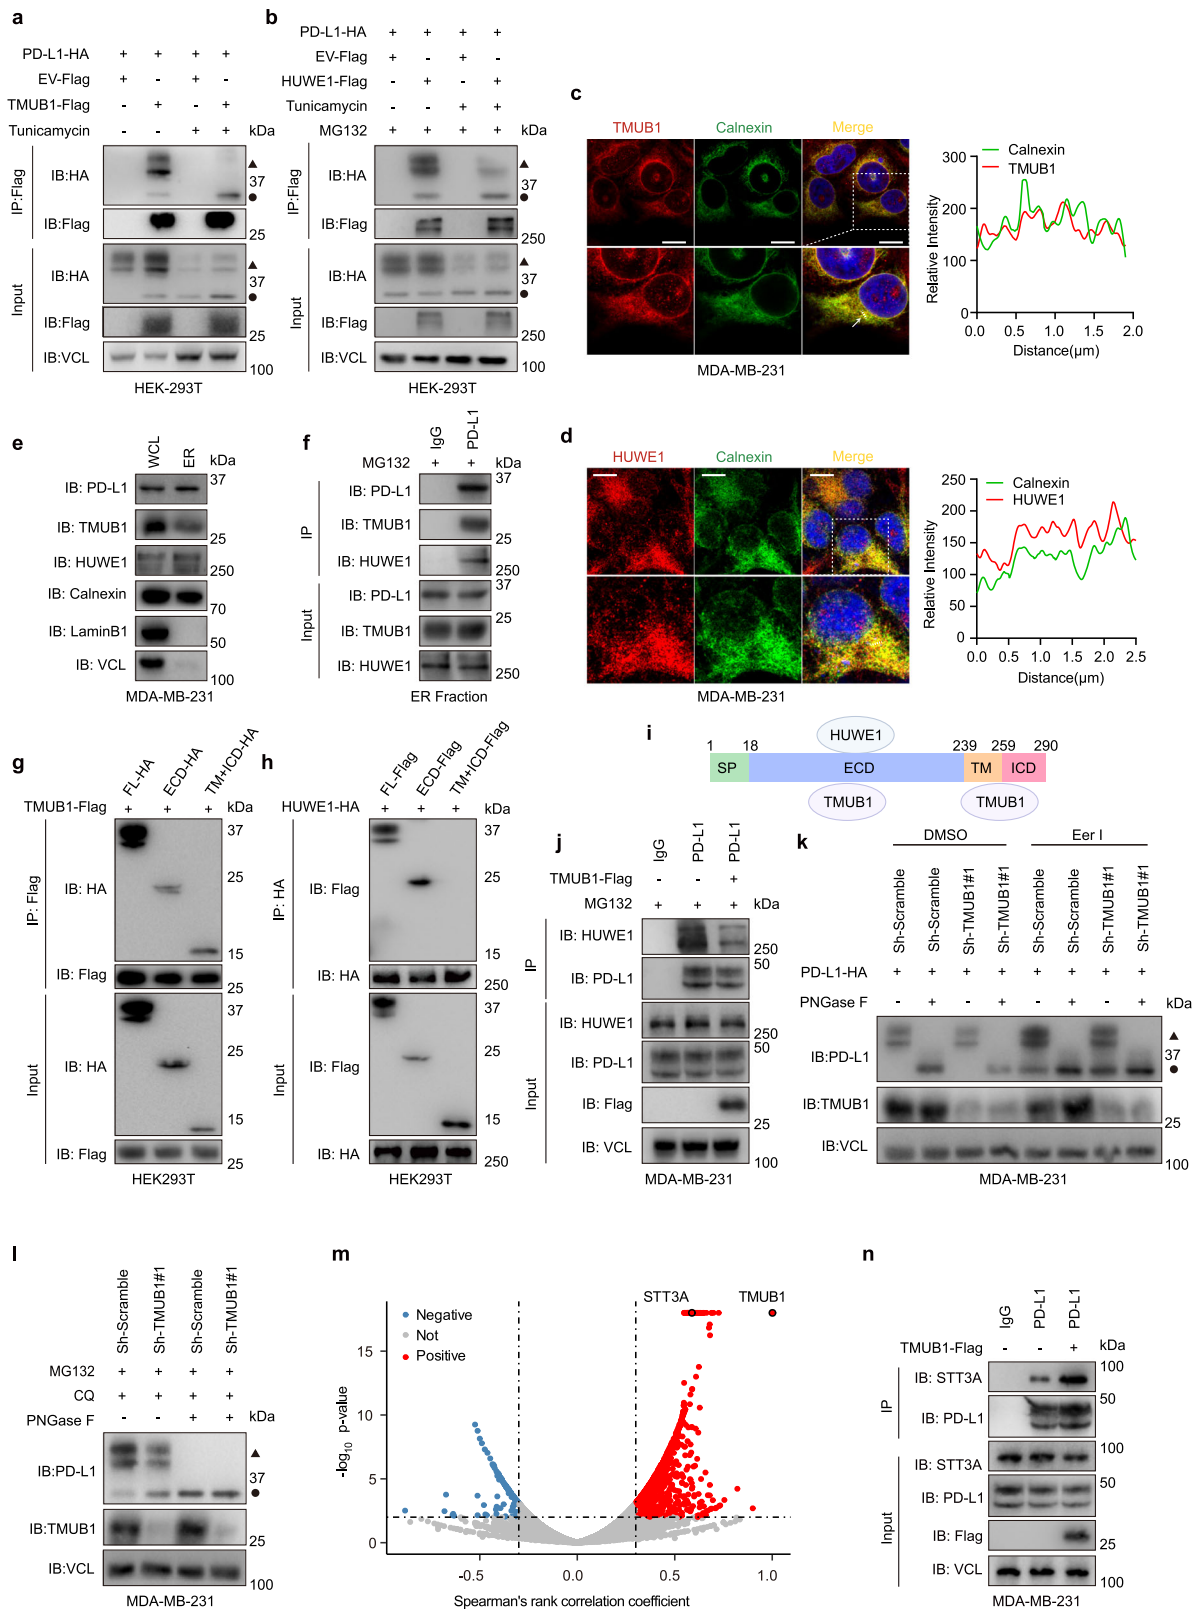 a
PD-L1-HA + + + +
EV-Flag + - + -
TMUB1-Flag - + - +
Tunicamycin - - + + kDa
IP:Flag
IB:HA ▲ 37 ●
IB:Flag 25
Input
IB:HA ▲ 37 ●
IB:Flag 25
IB:VCL 100
HEK-293T
b
PD-L1-HA + + + +
EV-Flag + - + -
HUWE1-Flag - + - +
Tunicamycin - - + +
MG132 + + + + kDa
IP:Flag
IB:HA ▲ 37 ●
IB:Flag 250
Input
IB:HA ▲ 37 ●
IB:Flag 250
IB:VCL 100
HEK-293T
c
TMUB1 Calnexin Merge
MDA-MB-231
Calnexin
TMUB1
Relative Intensity
300
200
100
0
0.0 0.5 1.0 1.5 2.0
Distance(µm)
d
HUWE1 Calnexin Merge
MDA-MB-231
Calnexin
HUWE1
Relative Intensity
250
200
150
100
50
0
0.0 0.5 1.0 1.5 2.0 2.5
Distance(µm)
e
WCL ER kDa
IB: PD-L1 37
IB: TMUB1 25
IB: HUWE1 250
IB: Calnexin 70
IB: LaminB1 50
IB: VCL 100
MDA-MB-231
f
IgG PD-L1
MG132 + + kDa
IP
IB: PD-L1 37
IB: TMUB1 25
IB: HUWE1 250
Input
IB: PD-L1 37
IB: TMUB1 25
IB: HUWE1 250
ER Fraction
g
FL-HA ECD-HA TM+ICD-HA
TMUB1-Flag + + + kDa
IP: Flag
IB: HA 37 25 15
IB: Flag 25
Input
IB: HA 37 25 15
IB: Flag 25
HEK293T
h
FL-Flag ECD-Flag TM+ICD-Flag
HUWE1-HA + + + kDa
IP: HA
IB: Flag 37 25 15
IB: HA 250
Input
IB: Flag 37 25 15
IB: HA 250
HEK293T
i
HUWE1
1 18 239 259 290
SP ECD TM ICD
TMUB1 TMUB1
j
IgG PD-L1 PD-L1
TMUB1-Flag - - +
MG132 + + + kDa
IP
IB: HUWE1 250
IB: PD-L1 50
Input
IB: HUWE1 250
IB: PD-L1 50
IB: Flag 25
IB: VCL 100
MDA-MB-231
k
DMSO Eer I
Sh-Scramble Sh-Scramble Sh-TMUB1#1 Sh-TMUB1#1 Sh-Scramble Sh-Scramble Sh-TMUB1#1 Sh-TMUB1#1
PD-L1-HA + + + + + + + +
PNGase F - + - + - + - + kDa
IB:PD-L1 ▲ 37 ●
IB:TMUB1 25
IB:VCL 100
MDA-MB-231
l
Sh-Scramble Sh-TMUB1#1 Sh-Scramble Sh-TMUB1#1
MG132 + + + +
CQ + + + +
PNGase F - - + + kDa
IB:PD-L1 ▲ 37 ●
IB:TMUB1 25
IB:VCL 100
MDA-MB-231
m
STT3A TMUB1
Negative
Not
Positive
-log10 p-value
15
10
5
0
-0.5 0.0 0.5 1.0
Spearman's rank correlation coefficient
n
IgG PD-L1 PD-L1
TMUB1-Flag - - + kDa
IP
IB: STT3A 100
IB: PD-L1 50
Input
IB: STT3A 100
IB: PD-L1 50
IB: Flag 25
IB: VCL 100
MDA-MB-231